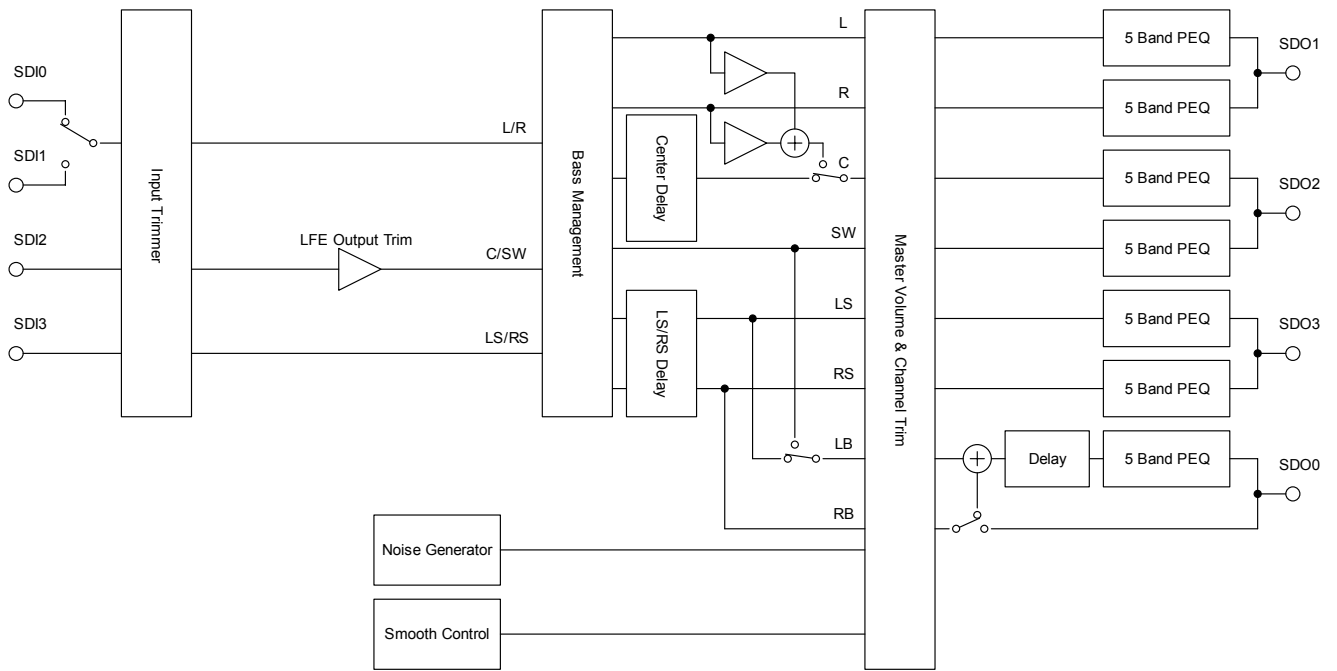 SDI0
SDI1
SDI2
SDI3
Input Trimmer
L/R
LFE Output Trim
C/SW
LS/RS
Bass Management
Center Delay
LS/RS Delay
L
R
C
SW
LS
RS
LB
RB
Noise Generator
Smooth Control
Master Volume & Channel Trim
5 Band PEQ
5 Band PEQ
5 Band PEQ
5 Band PEQ
5 Band PEQ
5 Band PEQ
Delay
5 Band PEQ
SDO1
SDO2
SDO3
SDO0